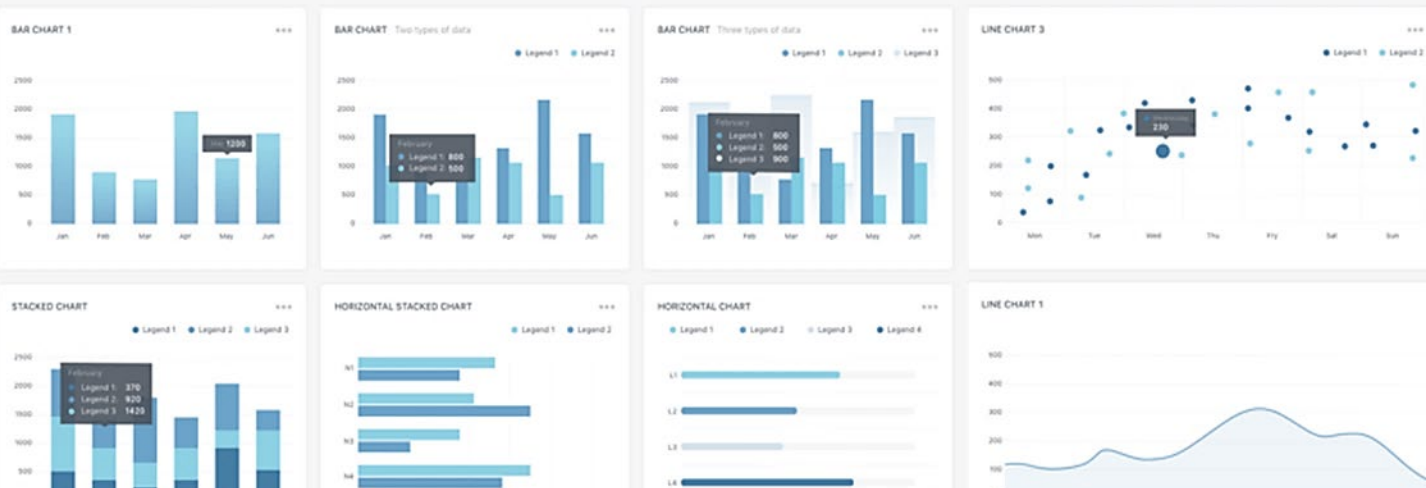 BAR CHART 1
2500
2000
1500
1000
500
0
1200
Jan Feb Mar Apr May Jun
BAR CHART Two types of data
Legend 1 Legend 2
2500
2000
1500
1000
500
0
February
Legend 1: 800
Legend 2: 500
Jan Feb Mar Apr May Jun
BAR CHART Three types of data
Legend 1 Legend 2 Legend 3
2500
2000
1500
1000
500
0
February
Legend 1: 800
Legend 2: 500
Legend 3: 900
Jan Feb Mar Apr May Jun
LINE CHART 3
Legend 1 Legend 2
500
400
300
200
100
0
Wednesday
230
Mon Tue Wed Thu Fry Sat Sun
STACKED CHART
Legend 1 Legend 2 Legend 3
2500
2000
1500
1000
500
February
Legend 1: 370
Legend 2: 920
Legend 3: 1420
HORIZONTAL STACKED CHART
Legend 1 Legend 2
N1
N2
N3
N4
HORIZONTAL CHART
Legend 1 Legend 2 Legend 3 Legend 4
L1
L2
L3
L4
LINE CHART 1
500
400
300
200
100